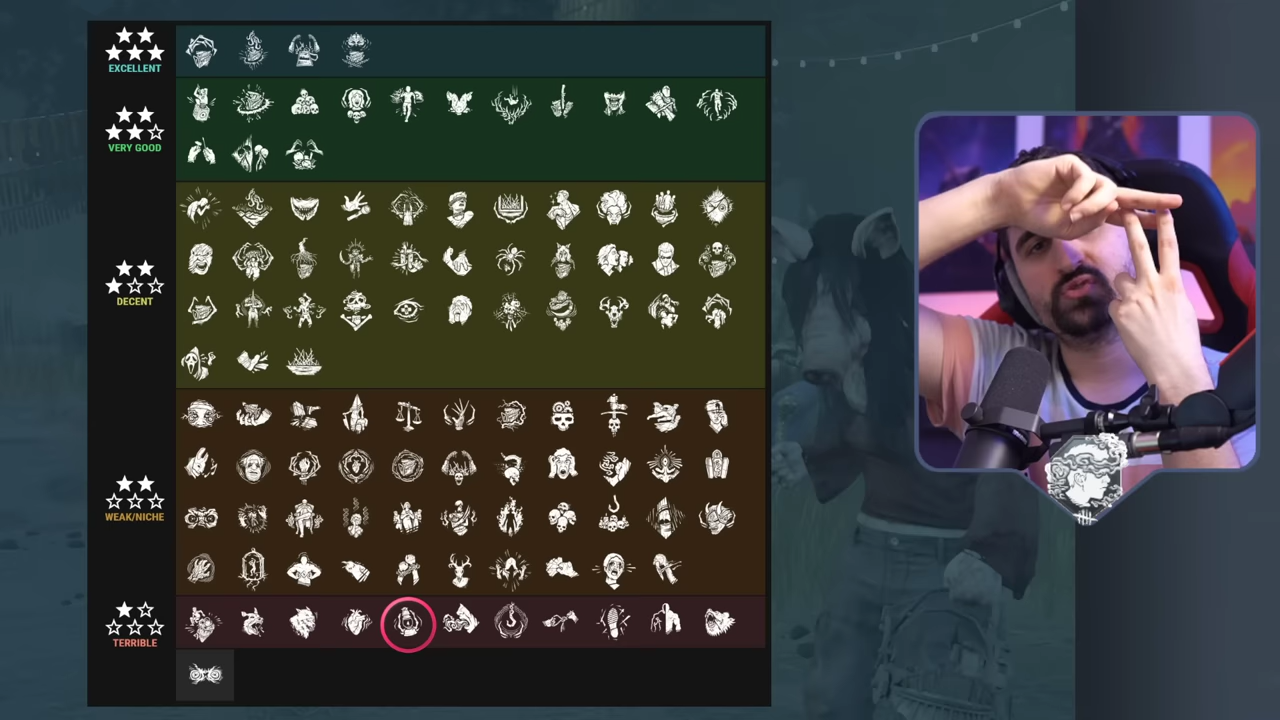 EXCELLENT
VERY GOOD
DECENT
WEAK/NICHE
TERRIBLE